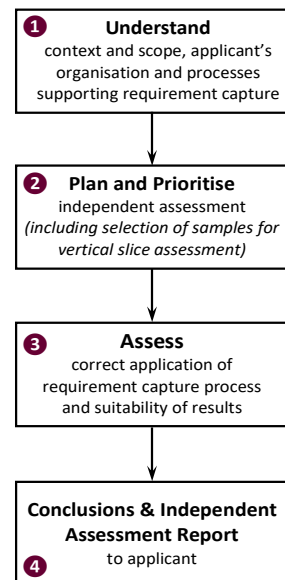 1 Understand
context and scope, applicant's
organisation and processes
supporting requirement capture
2 Plan and Prioritise
independent assessment
(including selection of samples for
vertical slice assessment)
3 Assess
correct application of
requirement capture process
and suitability of results
Conclusions & Independent
Assessment Report
4 to applicant